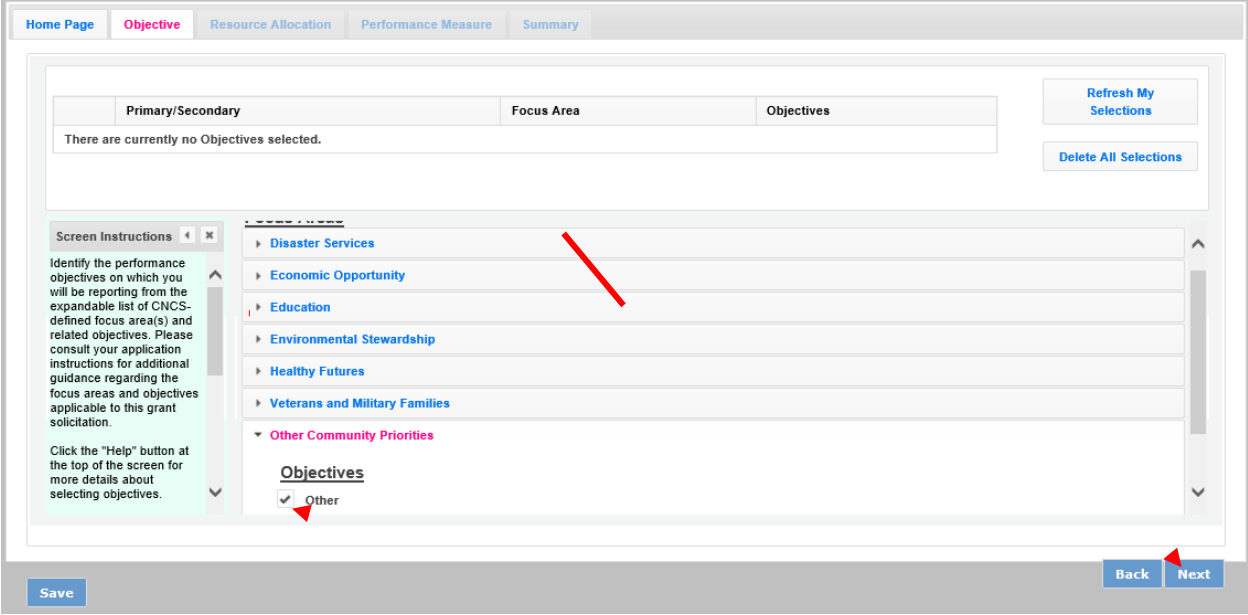 Home Page Objective Resource Allocation Performance Measure Summary
Refresh My
Selections
Primary/Secondary Focus Area Objectives
There are currently no Objectives selected.
Delete All Selections
Screen Instructions
Identify the performance
objectives on which you
will be reporting from the
expandable list of CNCS-
defined focus area(s) and
related objectives. Please
consult your application
instructions for additional
guidance regarding the
focus areas and objectives
applicable to this grant
solicitation.
Click the "Help" button at
the top of the screen for
more details about
selecting objectives.
Focus Areas
Disaster Services
Economic Opportunity
Education
Environmental Stewardship
Healthy Futures
Veterans and Military Families
Other Community Priorities
Objectives
Other
Back Next
Save